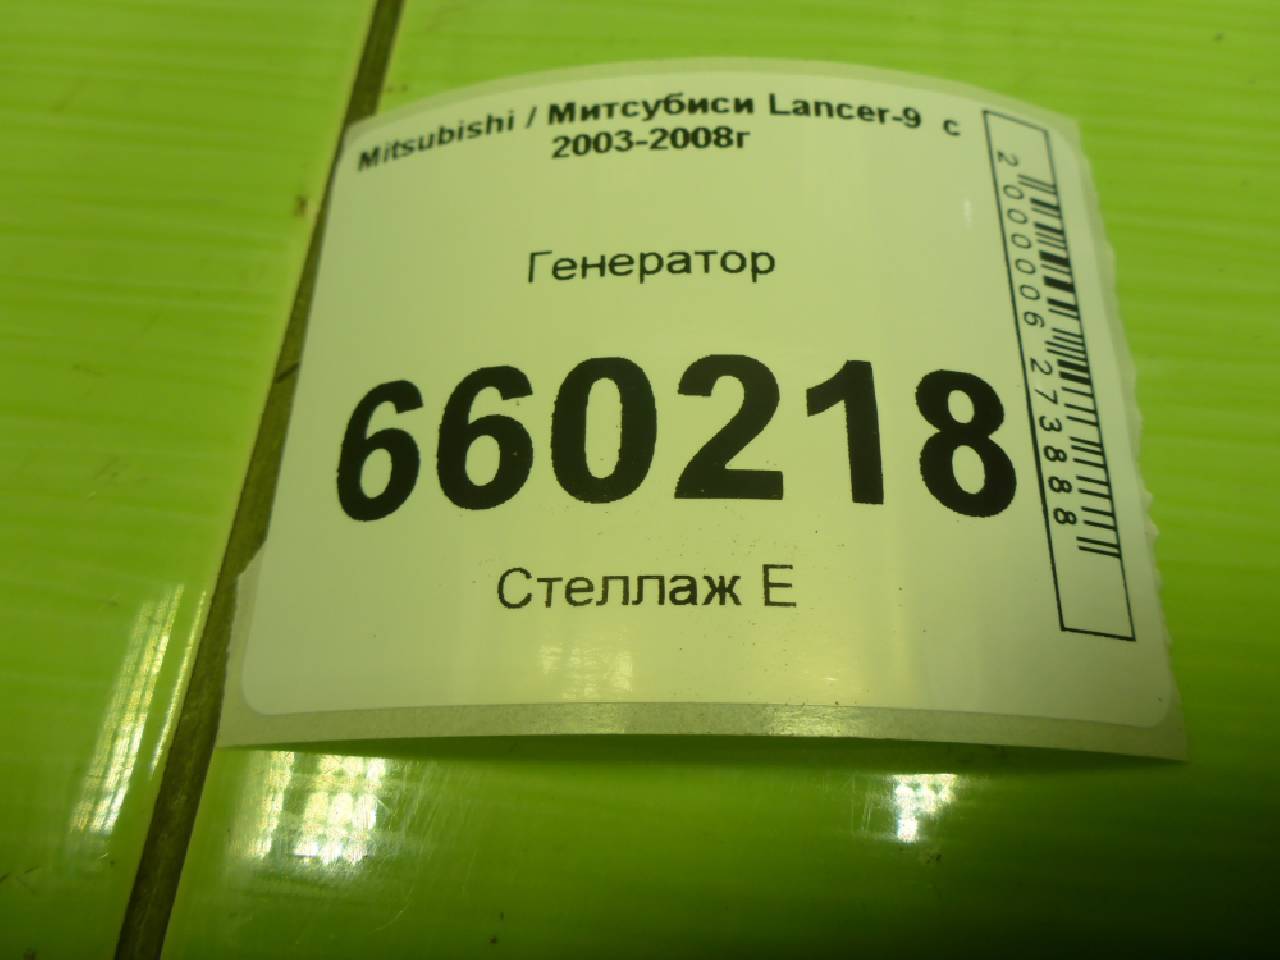 Mitsubishi / Митсубиси Lancer-9 с
2003-2008г
Генератор
660218
Стеллаж Е
2000006273888